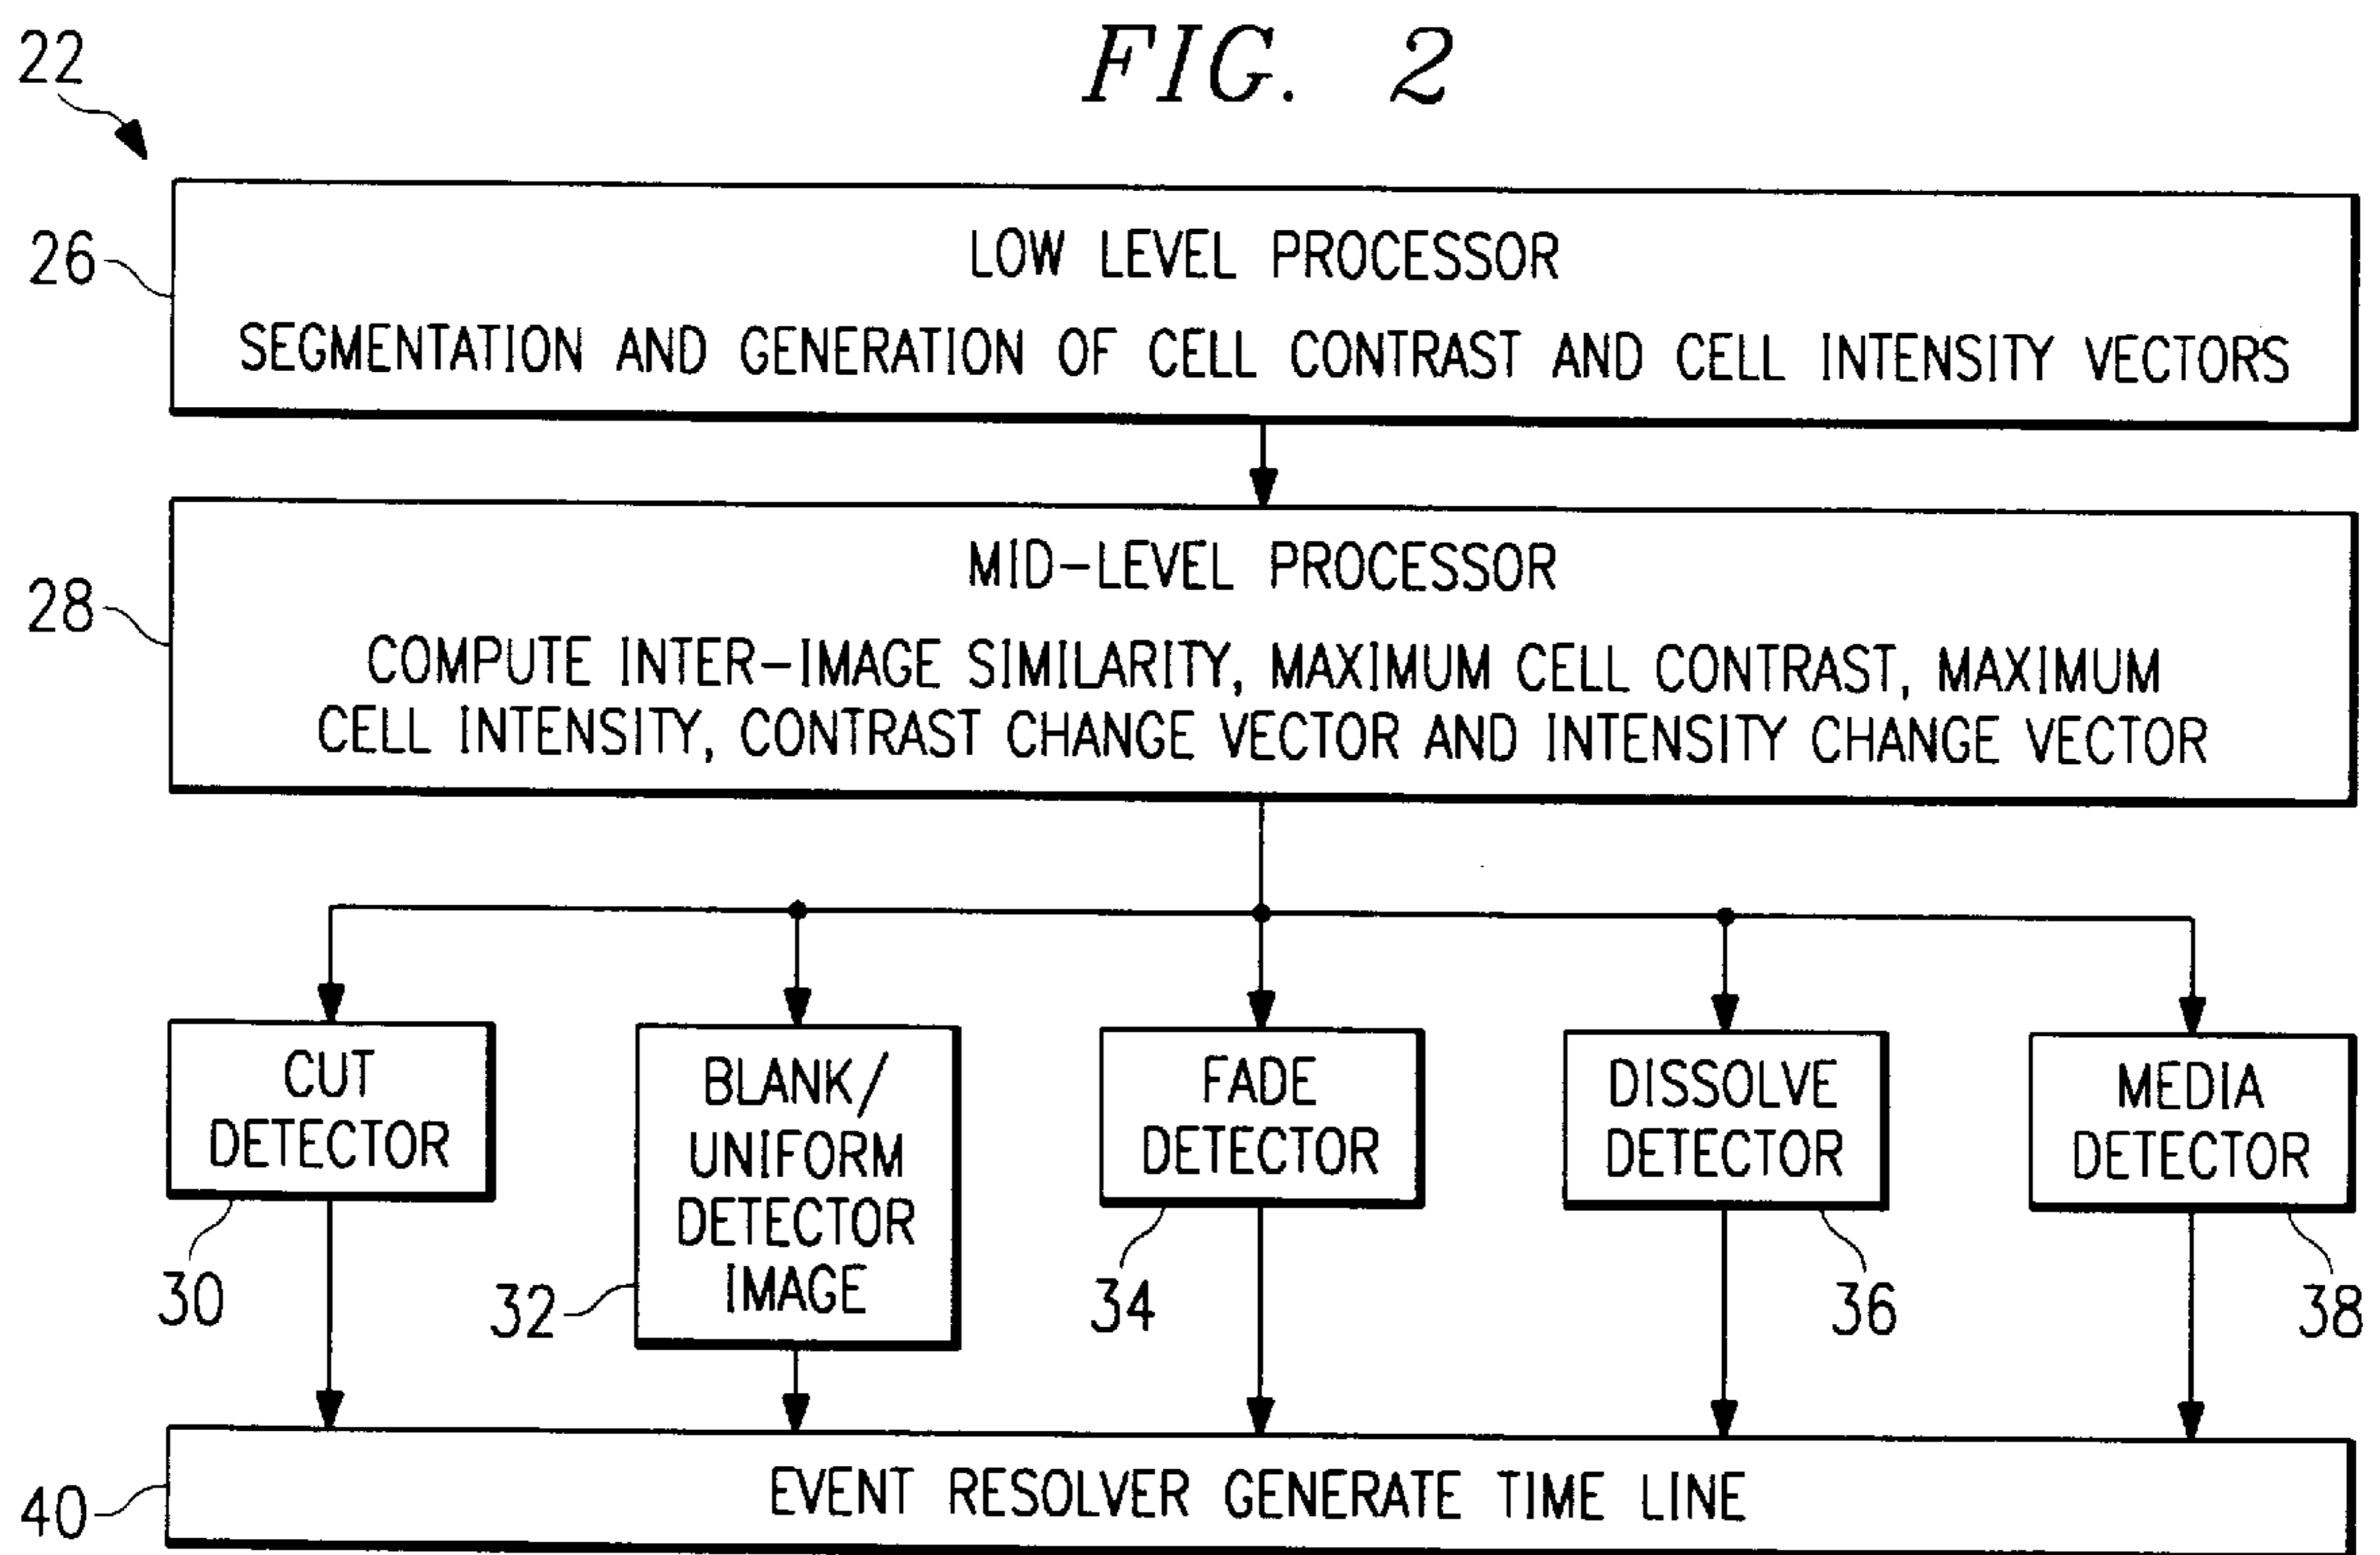 FIG. 2
22
26
LOW LEVEL PROCESSOR
SEGMENTATION AND GENERATION OF CELL CONTRAST AND CELL INTENSITY VECTORS
28
MID-LEVEL PROCESSOR
COMPUTE INTER-IMAGE SIMILARITY, MAXIMUM CELL CONTRAST, MAXIMUM
CELL INTENSITY, CONTRAST CHANGE VECTOR AND INTENSITY CHANGE VECTOR
CUT
DETECTOR
30
BLANK/
UNIFORM
DETECTOR
IMAGE
32
FADE
DETECTOR
34
DISSOLVE
DETECTOR
36
MEDIA
DETECTOR
38
40
EVENT RESOLVER GENERATE TIME LINE